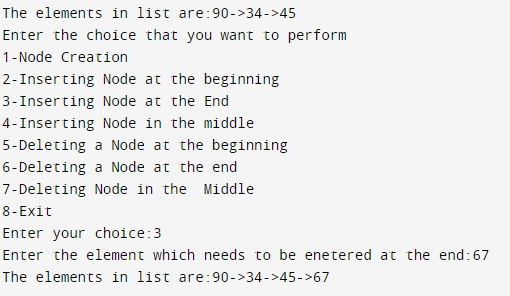 The elements in list are:90->34->45
Enter the choice that you want to perform
1-Node Creation
2-Inserting Node at the beginning
3-Inserting Node at the End
4-Inserting Node in the middle
5-Deleting a Node at the beginning
6-Deleting a Node at the end
7-Deleting Node in the  Middle
8-Exit
Enter your choice:3
Enter the element which needs to be enetered at the end:67
The elements in list are:90->34->45->67